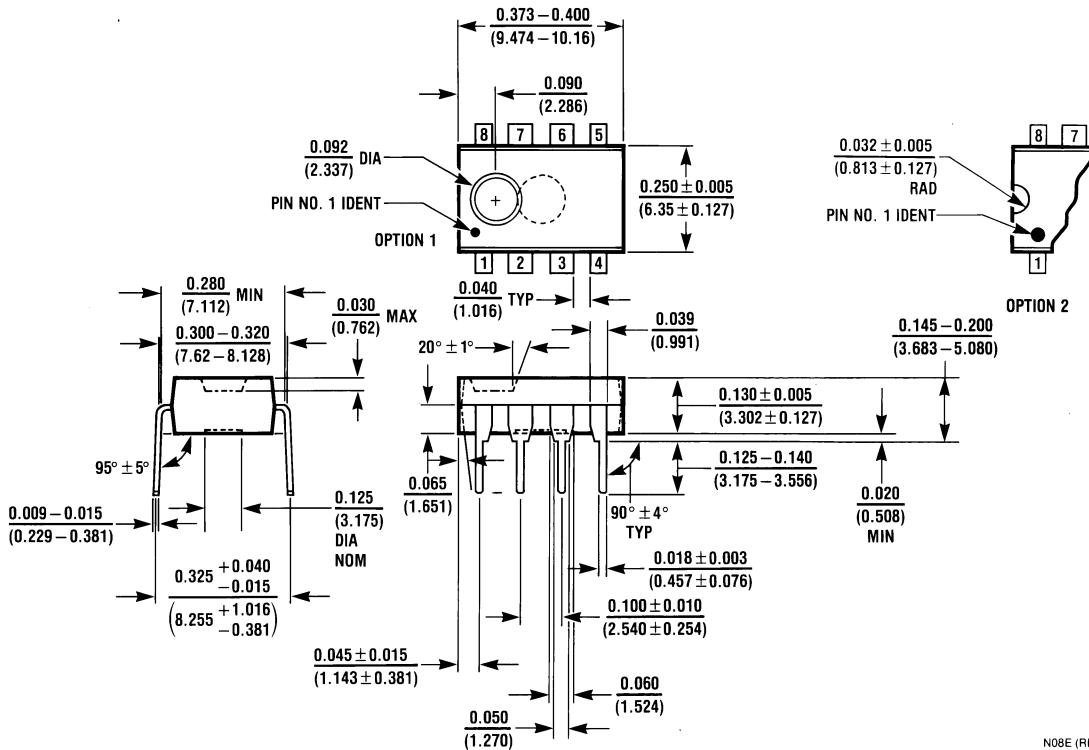 0.373 – 0.400
(9.474 – 10.16)
0.090
(2.286)
8 7 6 5
0.092 DIA
(2.337)
PIN NO. 1 IDENT
OPTION 1
0.250 ± 0.005
(6.35 ± 0.127)
1 2 3 4
0.032 ± 0.005
(0.813 ± 0.127)
RAD
PIN NO. 1 IDENT
8 7
1
OPTION 2
0.280 MIN
(7.112)
0.300 – 0.320
(7.62 – 8.128)
0.030 MAX
(0.762)
0.040 TYP
(1.016)
0.039
(0.991)
20° ± 1°
0.145 – 0.200
(3.683 – 5.080)
0.130 ± 0.005
(3.302 ± 0.127)
0.125 – 0.140
(3.175 – 3.556)
0.020
(0.508)
MIN
95° ± 5°
0.009 – 0.015
(0.229 – 0.381)
0.125
(3.175)
DIA
NOM
0.065
(1.651)
90° ± 4°
TYP
0.018 ± 0.003
(0.457 ± 0.076)
0.325 +0.040
–0.015
(8.255 +1.016
–0.381)
0.100 ± 0.010
(2.540 ± 0.254)
0.045 ± 0.015
(1.143 ± 0.381)
0.060
(1.524)
0.050
(1.270)
N08E